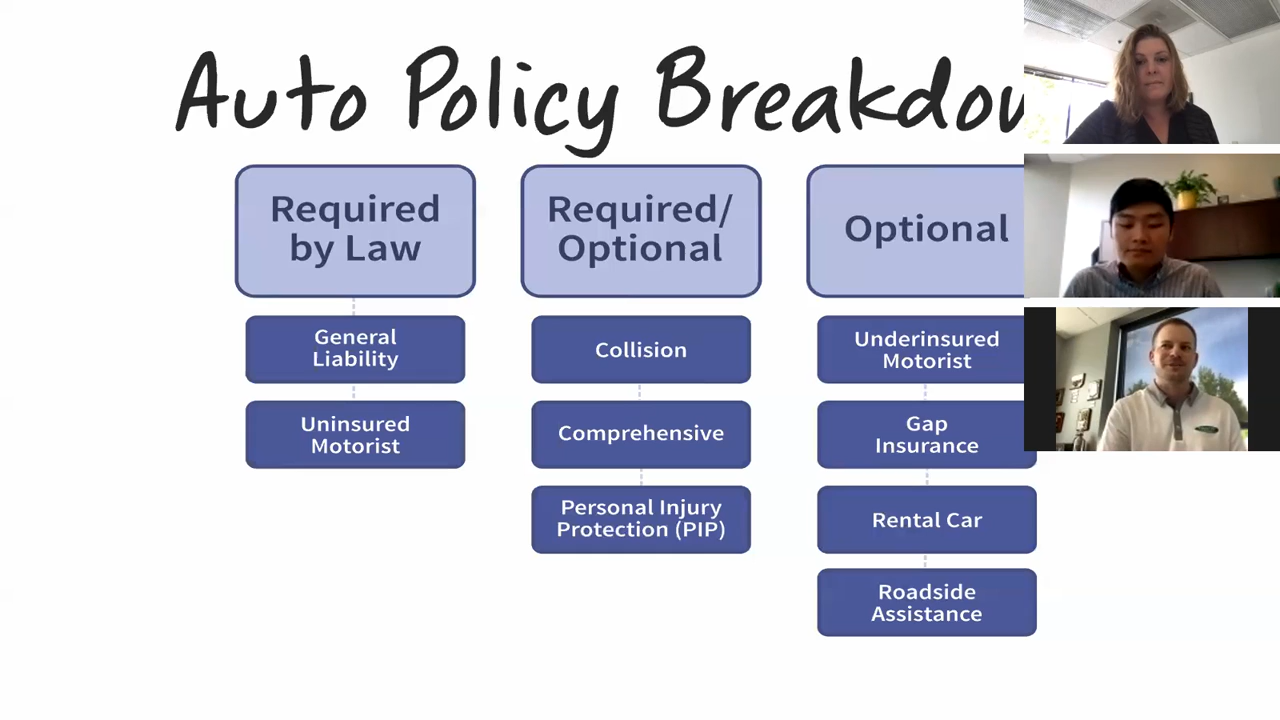 Auto Policy Breakdow
Required
by Law
General
Liability
Uninsured
Motorist
Required/
Optional
Collision
Comprehensive
Personal Injury
Protection (PIP)
Optional
Underinsured
Motorist
Gap
Insurance
Rental Car
Roadside
Assistance